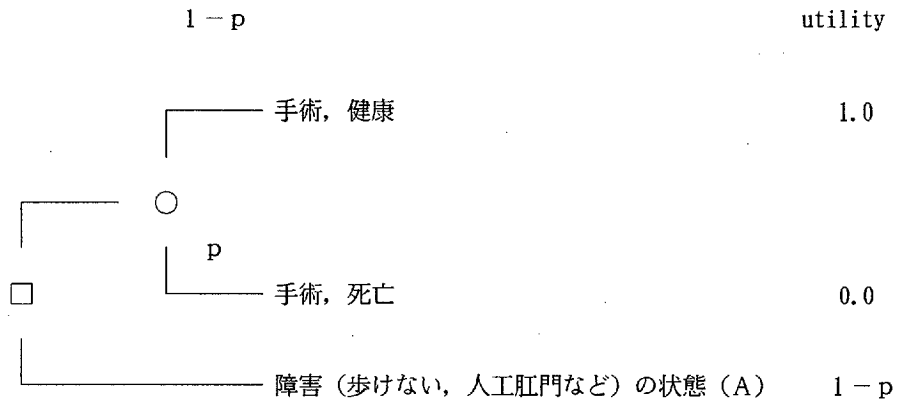 1－p utility
手術，健康 1.0
p
手術，死亡 0.0
障害（歩けない，人工肛門など）の状態（A） 1－p